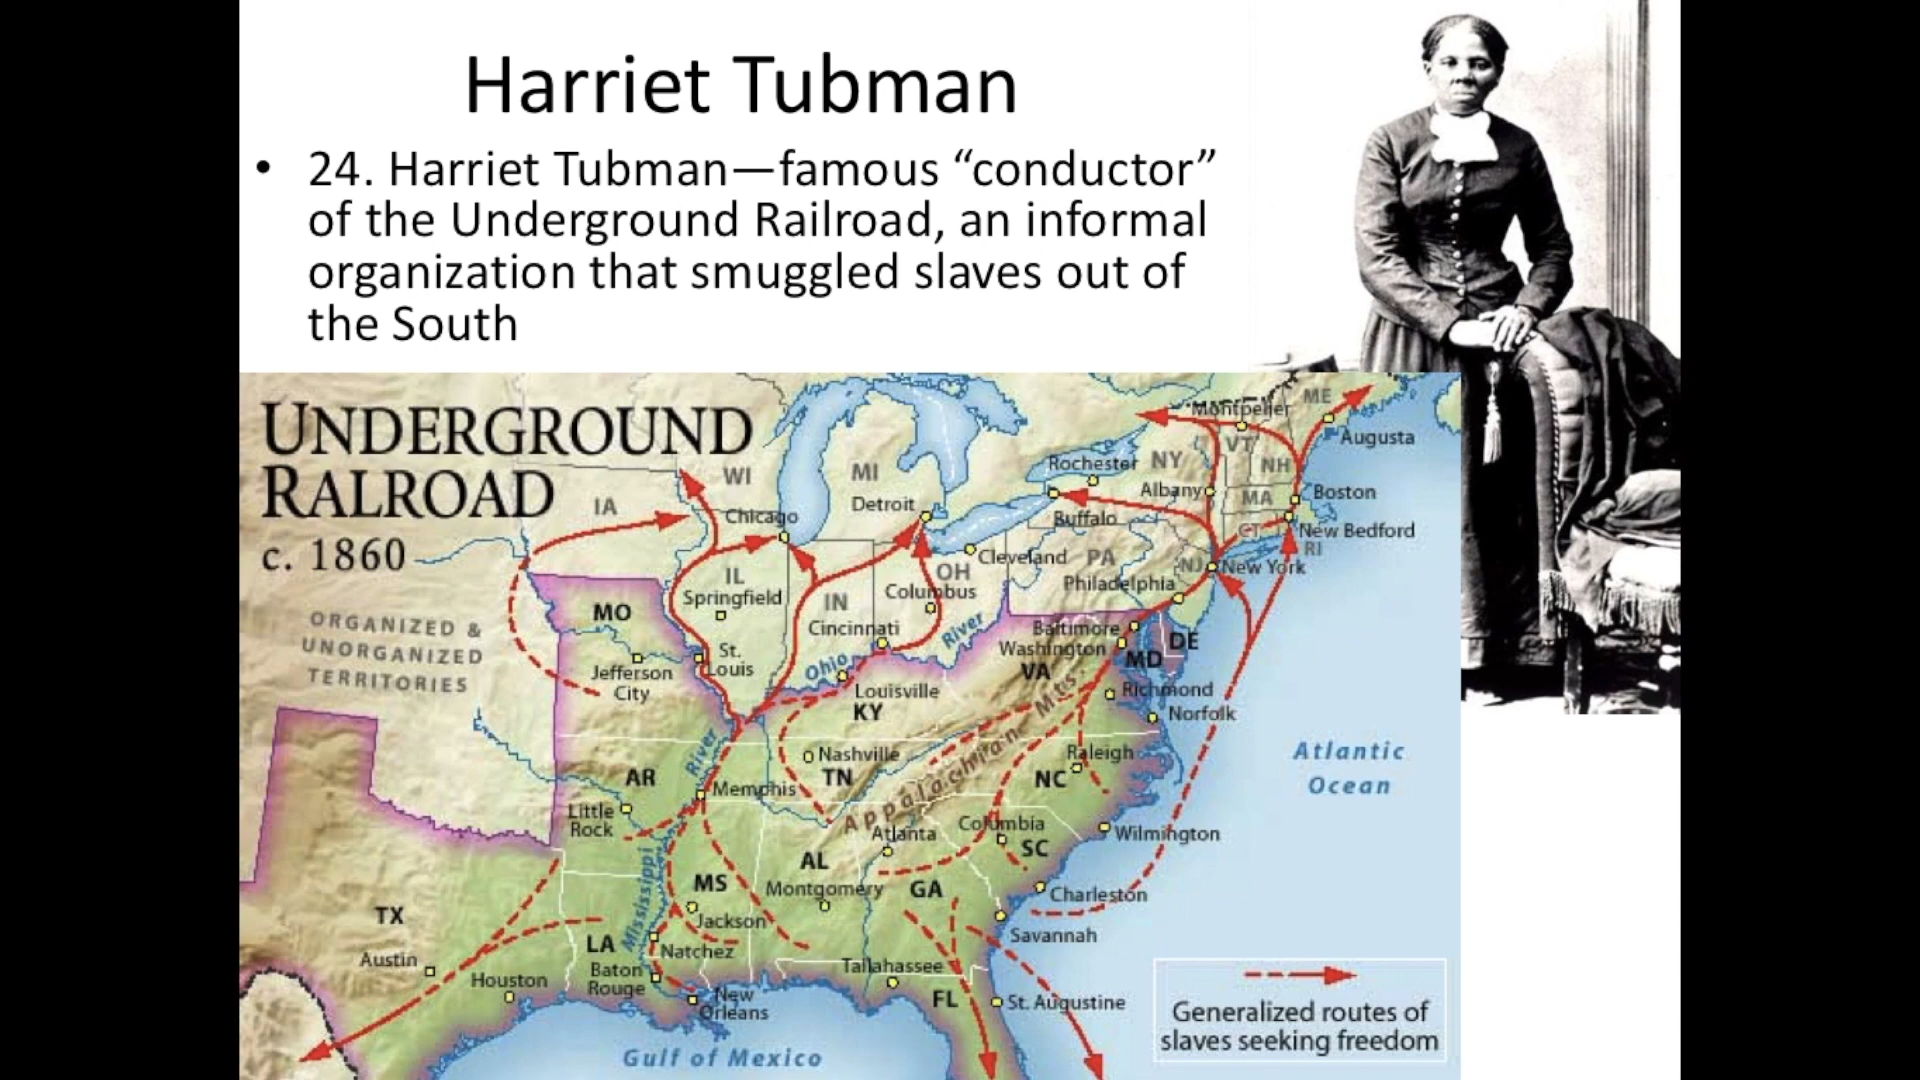 Harriet Tubman
• 24. Harriet Tubman—famous “conductor”
of the Underground Railroad, an informal
organization that smuggled slaves out of
the South
UNDERGROUND
RALROAD
c. 1860
ORGANIZED &
UNORGANIZED
TERRITORIES
ME
Montpelier
Augusta
VT
NH
Rochester
NY
Albany
MA
Boston
WI
MI
IA
Detroit
Chicago
Buffalo
CT
New Bedford
RI
Cleveland
PA
NJ
New York
IL
OH
Philadelphia
Springfield
IN
Columbus
MO
Cincinnati
River
Baltimore
DE
Washington
MD
St.
Louis
Ohio
VA
Jefferson
City
Louisville
Richmond
KY
Norfolk
Mts.
River
Nashville
Appalachian
Raleigh
Atlantic
Ocean
AR
TN
NC
Memphis
Little
Rock
Atlanta
Columbia
Wilmington
SC
AL
Mississippi
MS
Montgomery
GA
Charleston
TX
Jackson
Savannah
LA
Natchez
Austin
Tallahassee
Houston
Baton
Rouge
New
Orleans
FL
St. Augustine
Gulf of Mexico
Generalized routes of
slaves seeking freedom